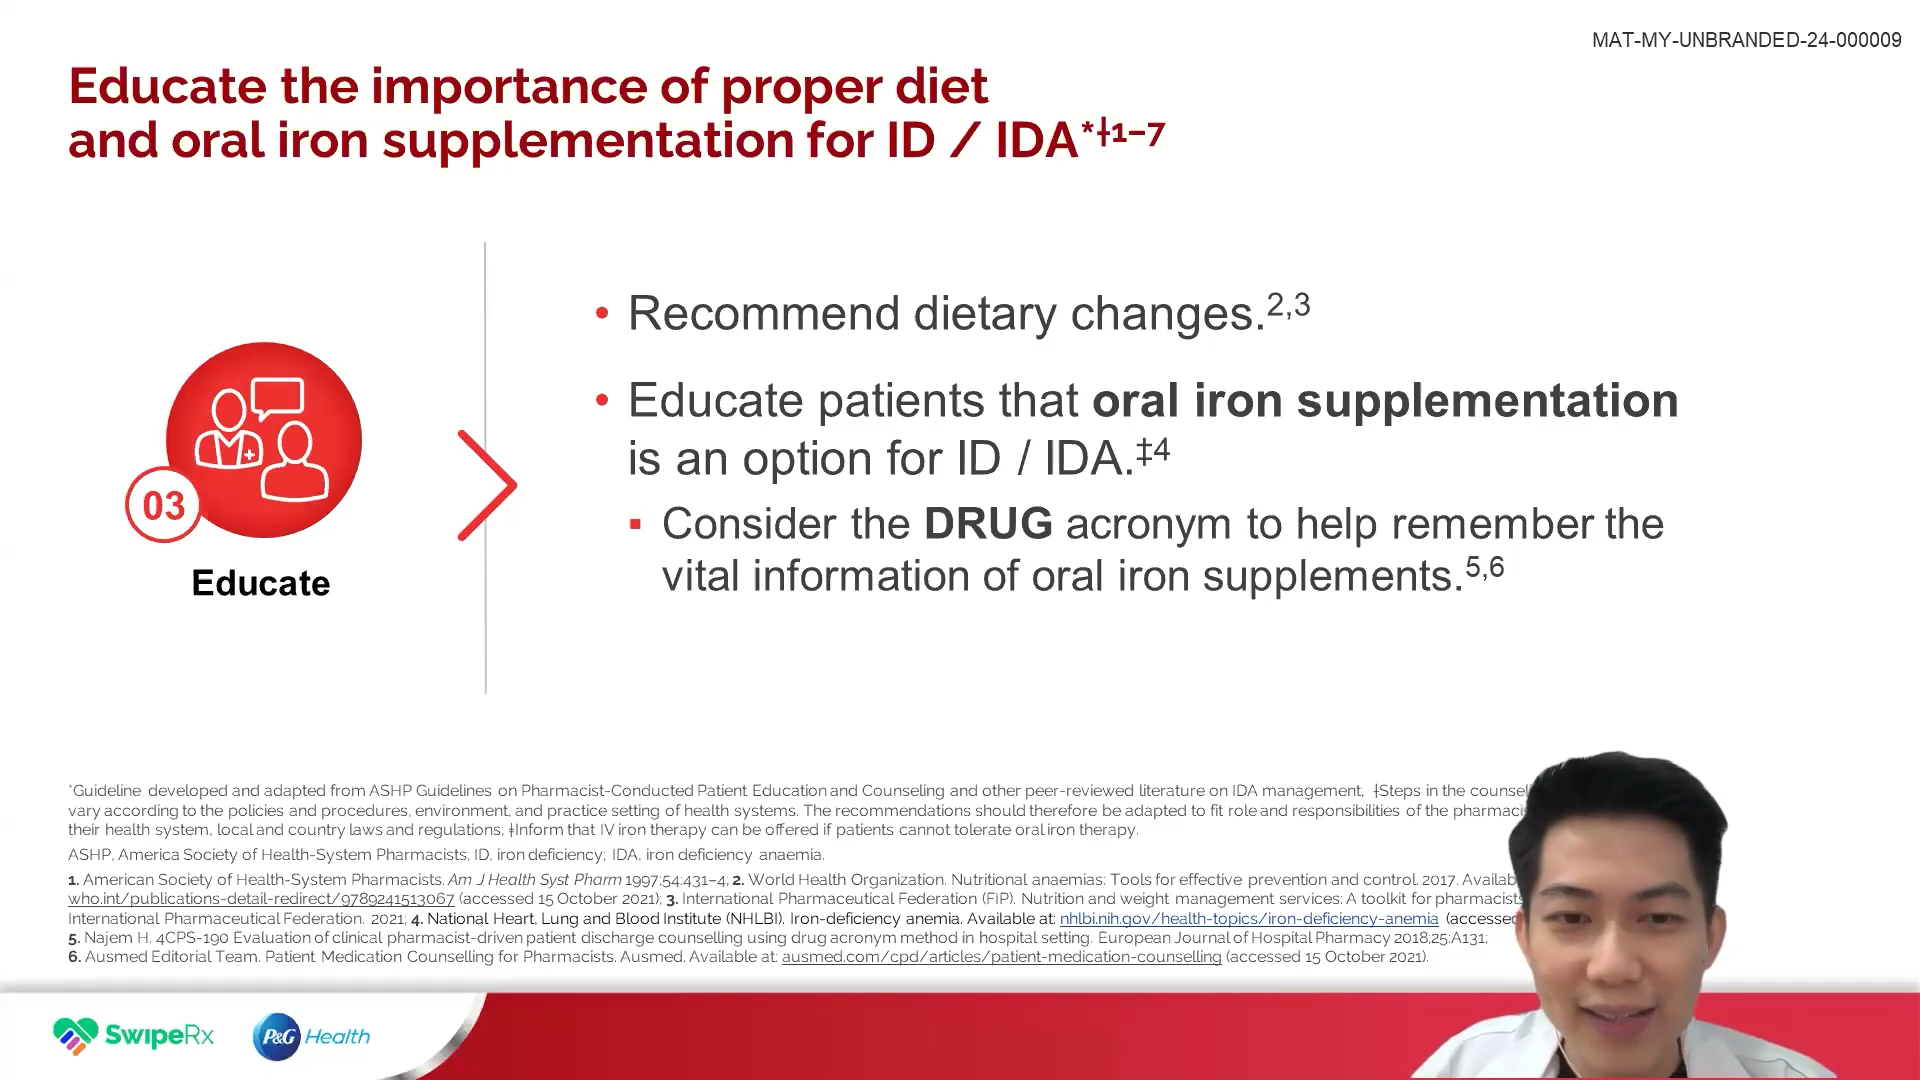 MAT-MY-UNBRANDED-24-000009
Educate the importance of proper diet
and oral iron supplementation for ID / IDA*ƚ1–7
• Recommend dietary changes.2,3
• Educate patients that oral iron supplementation
is an option for ID / IDA.‡4
▪ Consider the DRUG acronym to help remember the
vital information of oral iron supplements.5,6
03
Educate
*Guideline developed and adapted from ASHP Guidelines on Pharmacist-Conducted Patient Education and Counseling and other peer-reviewed literature on IDA management; ƚSteps in the
vary according to the policies and procedures, environment, and practice setting of health systems. The recommendations should therefore be adapted to fit role and responsibilities of the
their health system, local and country laws and regulations; ǂInform that IV iron therapy can be offered if patients cannot tolerate oral iron therapy.
ASHP, America Society of Health-System Pharmacists; ID, iron deficiency; IDA, iron deficiency anaemia.
1. American Society of Health-System Pharmacists. Am J Health Syst Pharm 1997;54:431–4; 2. World Health Organization. Nutritional anaemias: Tools for effective prevention and control. 2017.
who.int/publications-detail-redirect/9789241513067 (accessed 15 October 2021); 3. International Pharmaceutical Federation (FIP). Nutrition and weight management services: A toolkit for pharmacists
International Pharmaceutical Federation. 2021; 4. National Heart, Lung and Blood Institute (NHLBI). Iron-deficiency anemia. Available at: nhlbi.nih.gov/health-topics/iron-deficiency-anemia (accessed
5. Najem H. 4CPS-190 Evaluation of clinical pharmacist-driven patient discharge counselling using drug acronym method in hospital setting. European Journal of Hospital Pharmacy 2018;25:A131;
6. Ausmed Editorial Team. Patient Medication Counselling for Pharmacists. Ausmed. Available at: ausmed.com/cpd/articles/patient-medication-counselling (accessed 15 October 2021).
SwipeRx
P&G Health